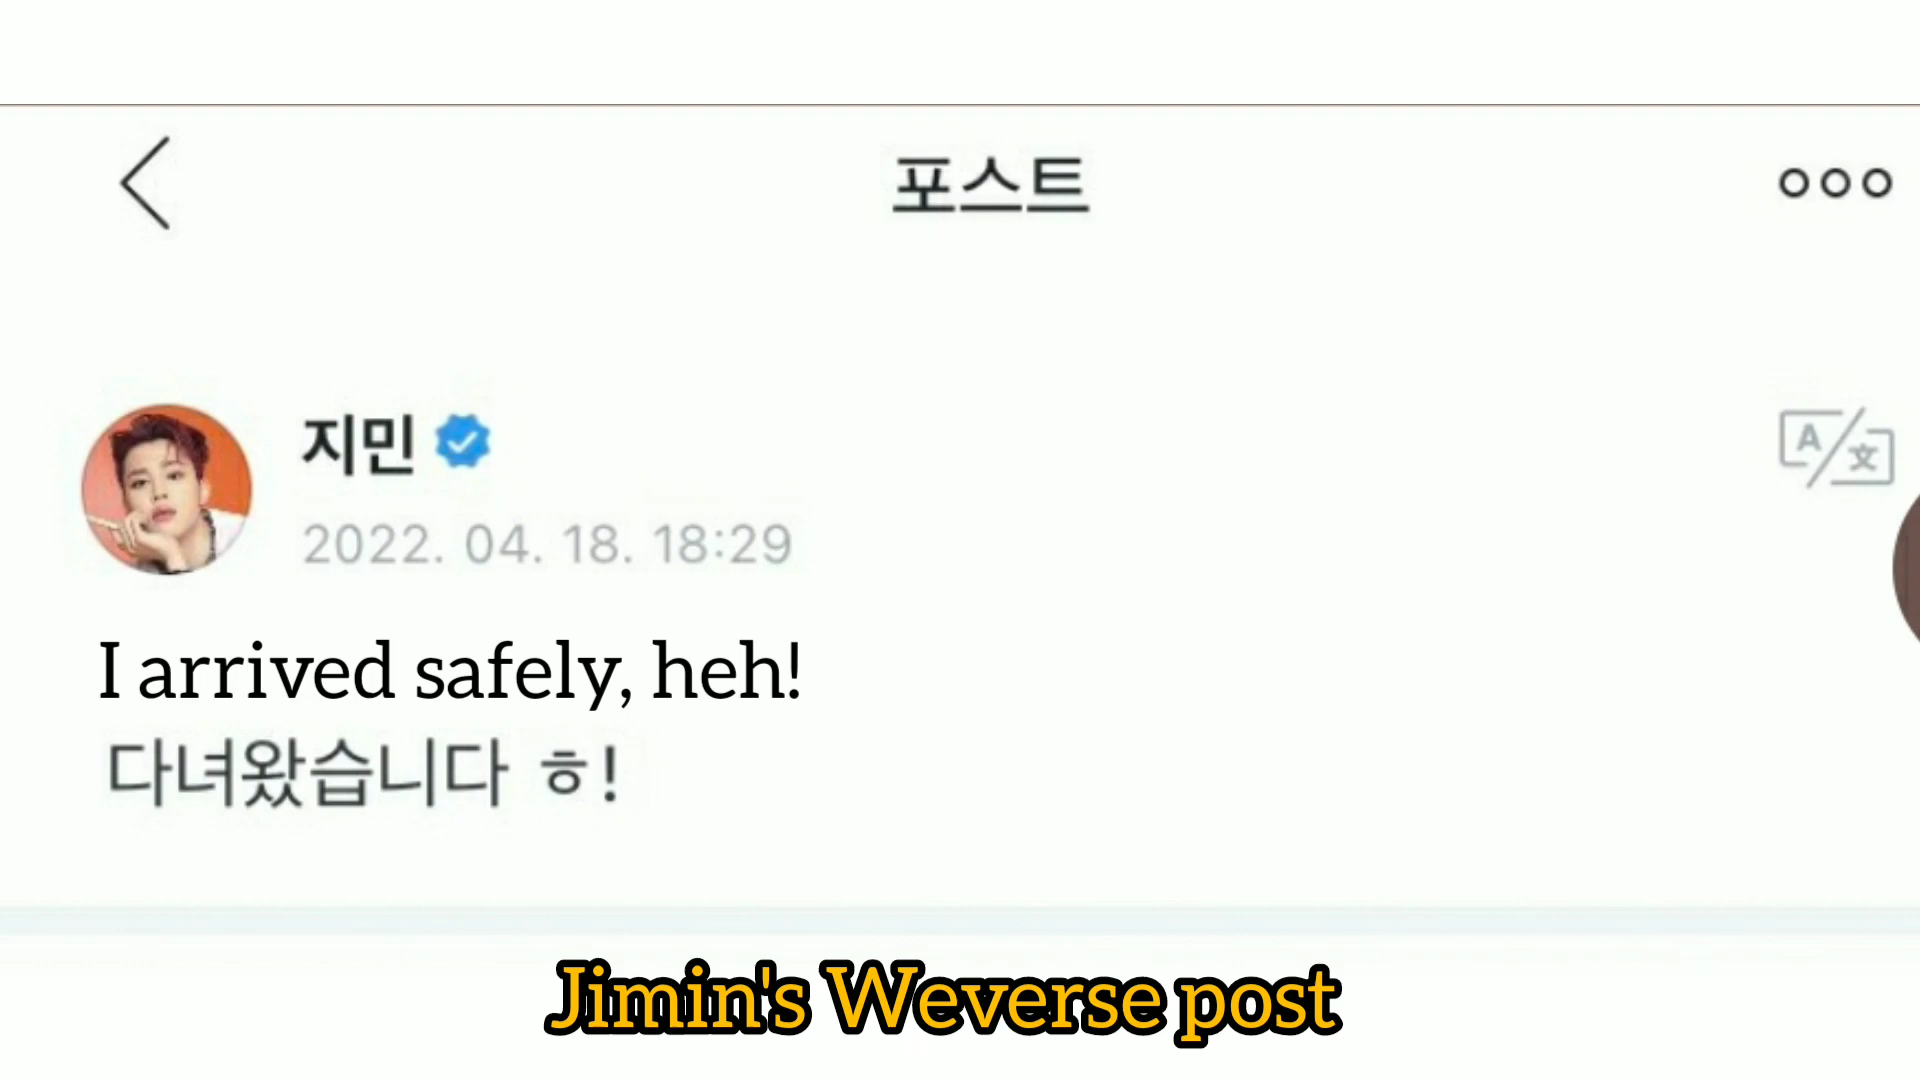 포스트
지민
2022. 04. 18. 18:29
I arrived safely, heh!
다녀왔습니다 ㅎ!
Jimin's Weverse post